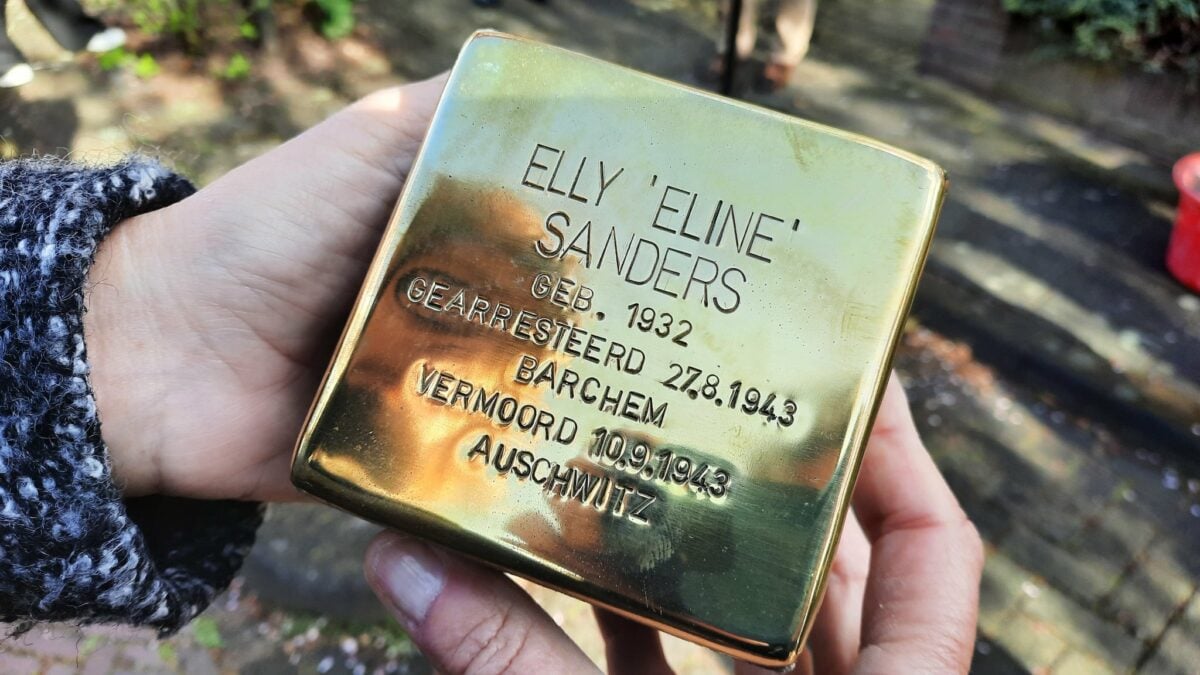 ELLY 'ELINE'
SANDERS
GEB. 1932
GEARRESTEERD 27.8.1943
BARCHEM
VERMOORD 10.9.1943
AUSCHWITZ